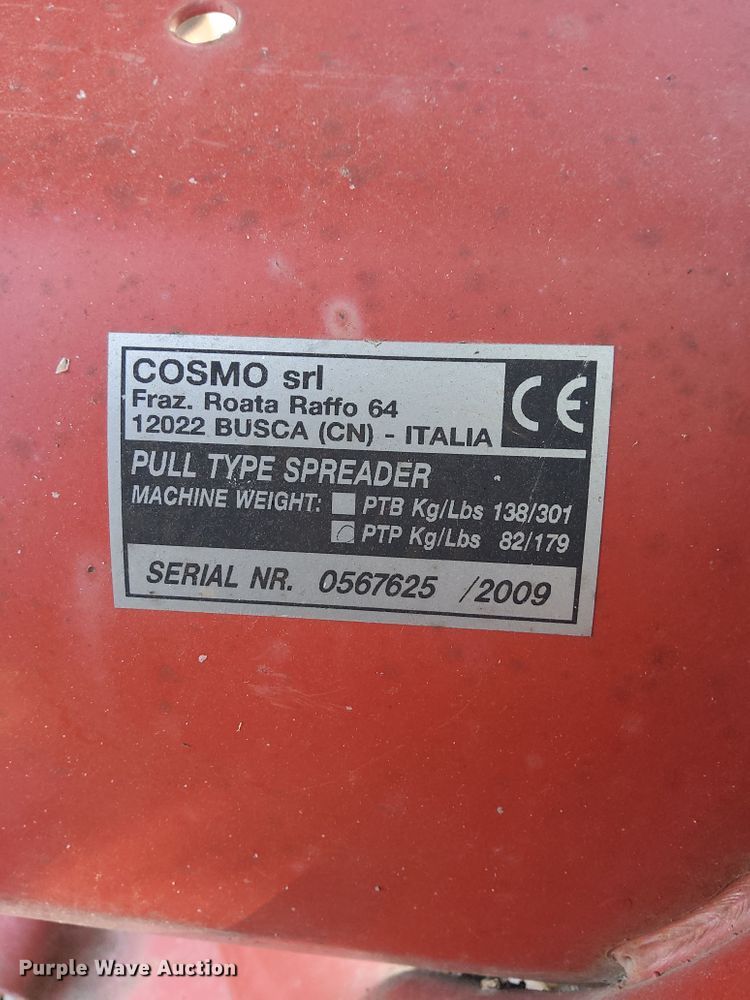 COSMO srl
Fraz. Roata Raffo 64
12022 BUSCA (CN) - ITALIA
CE
PULL TYPE SPREADER
MACHINE WEIGHT: PTB Kg/Lbs 138/301
PTP Kg/Lbs 82/179
SERIAL NR. 0567625 /2009
Purple Wave Auction